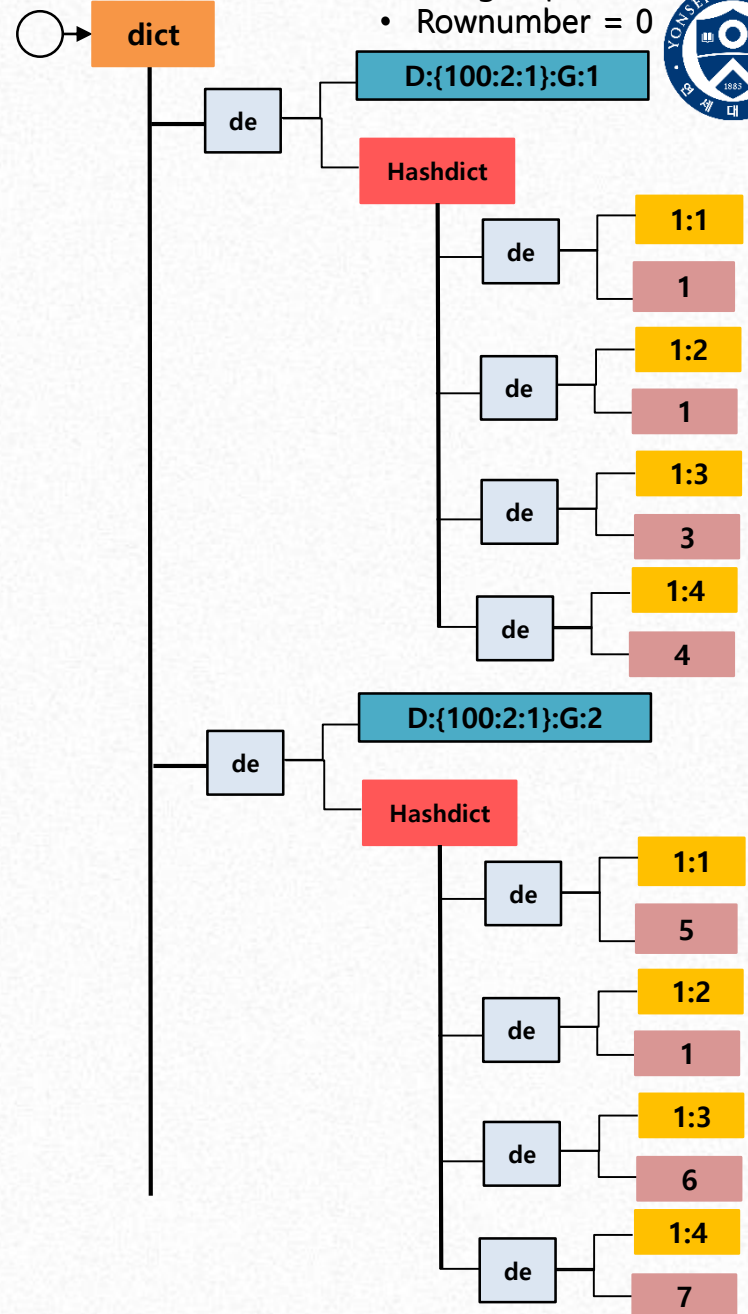 • Rownumber = 0
dict
D:{100:2:1}:G:1
de
Hashdict
1:1
de
1
1:2
de
1
1:3
de
3
1:4
de
4
D:{100:2:1}:G:2
de
Hashdict
1:1
de
5
1:2
de
1
1:3
de
6
1:4
de
7
1883